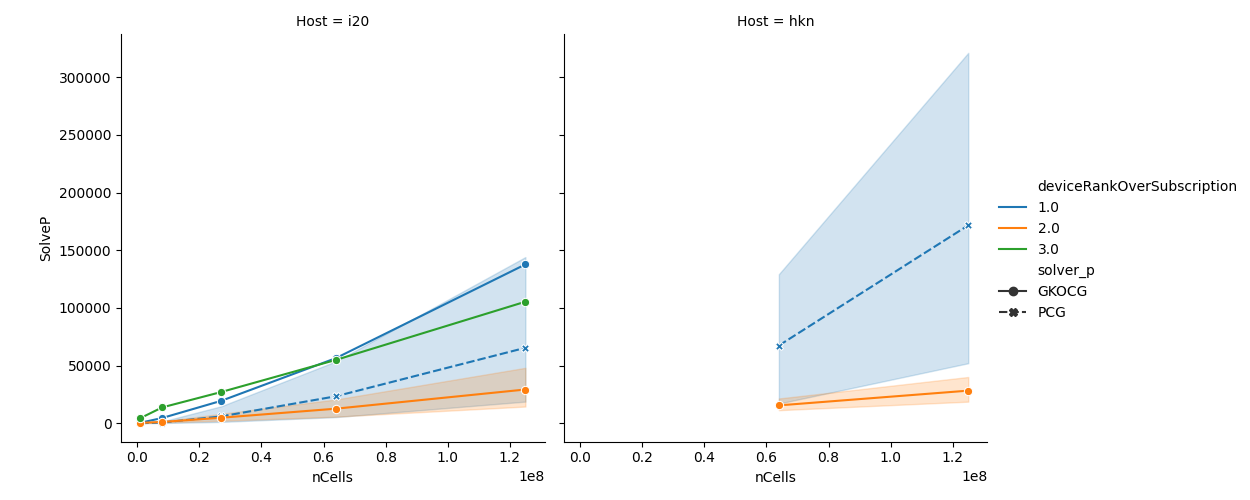 Host = i20
Host = hkn
300000
250000
200000
150000
100000
50000
0
SolveP
0.0 0.2 0.4 0.6 0.8 1.0 1.2
1e8
nCells
0.0 0.2 0.4 0.6 0.8 1.0 1.2
1e8
nCells
deviceRankOverSubscription
1.0
2.0
3.0
solver_p
GKOCG
PCG